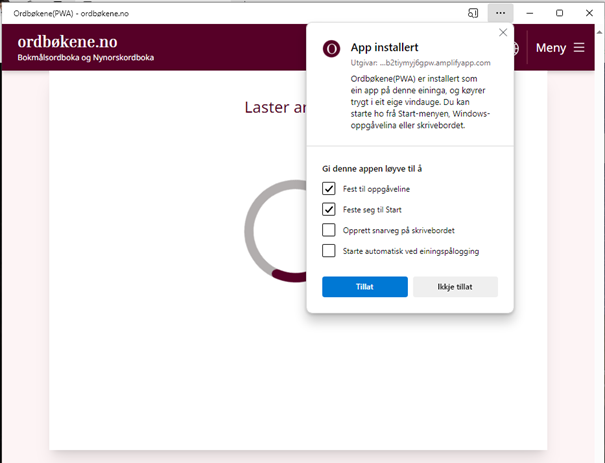 Ordbøkene(PWA) - ordbøkene.no
ordbøkene.no
Bokmålsordboka og Nynorskordboka
Meny
Laster
App installert
O
Utgivar: ...b2tiymyj6gpw.amplifyapp.com
Ordbøkene(PWA) er installert som
ein app på denne eininga, og køyrer
trygt i eit eige vindauge. Du kan
starte ho frå Start-menyen, Windows-
oppgåvelina eller skrivebordet.
Gi denne appen løyve til å
Fest til oppgåveline
Feste seg til Start
Opprett snarveg på skrivebordet
Starte automatisk ved einingspålogging
Tillat
Ikkje tillat